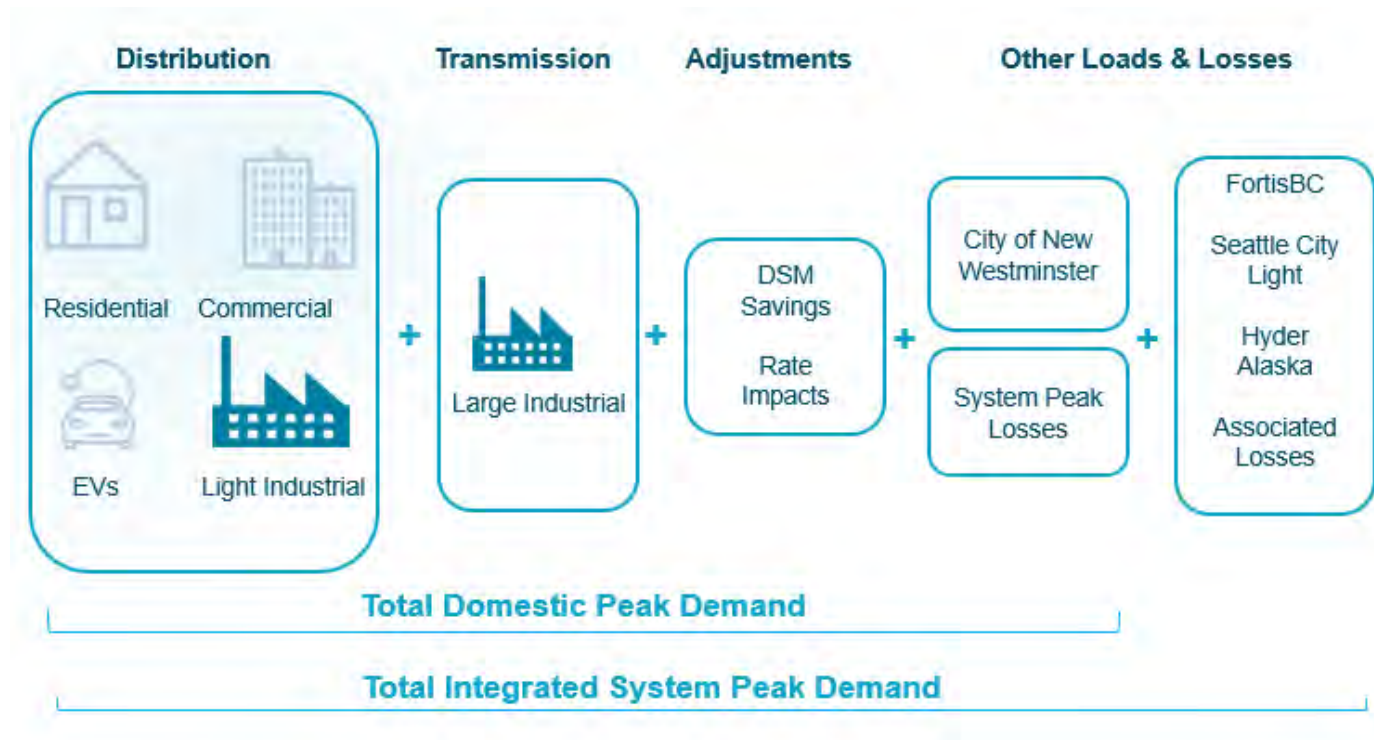 Distribution
Transmission
Adjustments
Other Loads & Losses
Residential
Commercial
EVs
Light Industrial
+
Large Industrial
+
DSM
Savings
Rate
Impacts
+
City of New
Westminster
System Peak
Losses
+
FortisBC
Seattle City
Light
Hyder
Alaska
Associated
Losses
Total Domestic Peak Demand
Total Integrated System Peak Demand